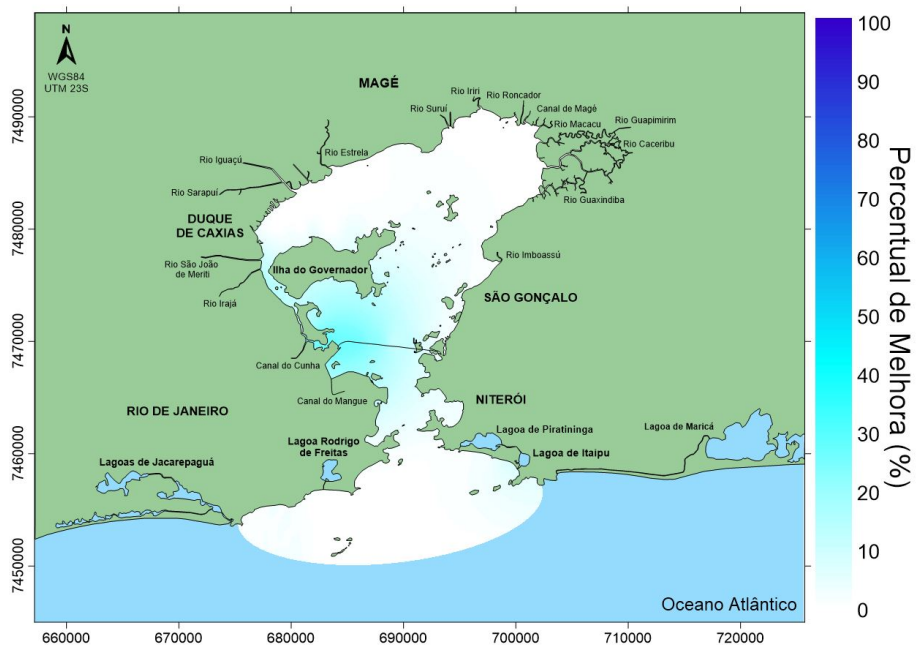 N
WGS84
UTM 23S
MAGÉ
Rio Iriri
Rio Roncador
Rio Suruí
Canal de Magé
Rio Macacu
Rio Guapimirim
Rio Caceribu
Rio Estrela
Rio Iguaçú
Rio Sarapuí
Rio Guaxindiba
DUQUE
DE CAXIAS
Rio São João
de Meriti
Ilha do Governador
Rio Imboassú
Rio Irajá
SÃO GONÇALO
Canal do Cunha
Canal do Mangue
NITERÓI
RIO DE JANEIRO
Lagoa de Piratininga
Lagoa de Maricá
Lagoa Rodrigo
de Freitas
Lagoa de Itaipu
Lagoas de Jacarepaguá
Oceano Atlântico
7490000
7480000
7470000
7460000
7450000
660000
670000
680000
690000
700000
710000
720000
100
90
80
70
60
50
40
30
20
10
0
Percentual de Melhora (%)